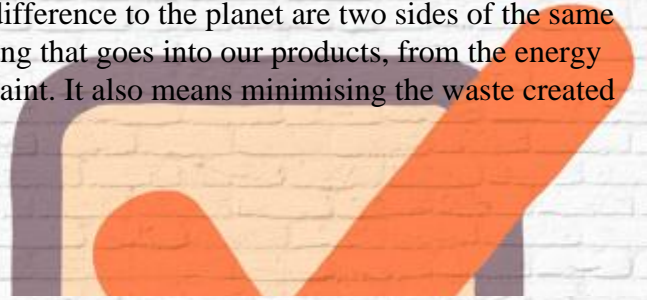 difference to the planet are two sides of the same
ng that goes into our products, from the energy
aint. It also means minimising the waste created